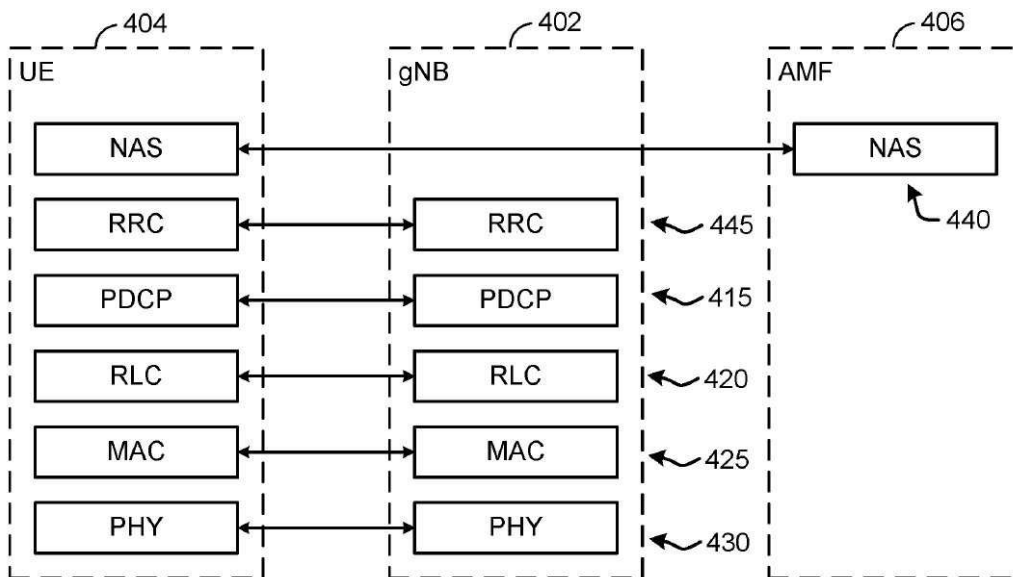 404 402 406
UE gNB AMF
NAS NAS
440
RRC RRC 445
PDCP PDCP 415
RLC RLC 420
MAC MAC 425
PHY PHY 430